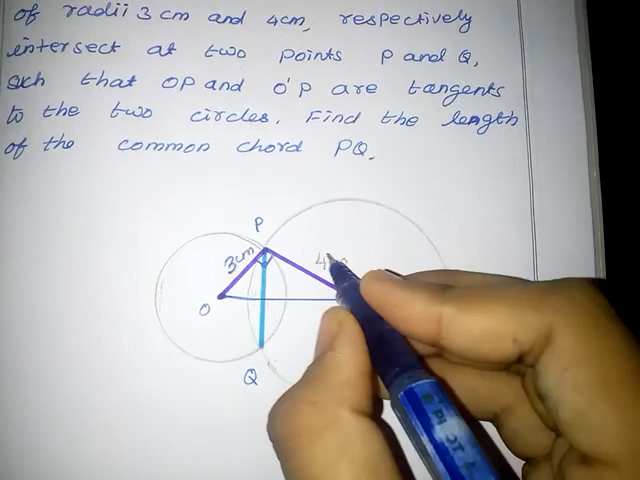 of radii 3 cm and 4cm, respectively
intersect at two points P and Q,
such that OP and O'P are tangents
to the two circles. Find the length
of the common chord PQ.
P
3cm
O
Q
PILOT